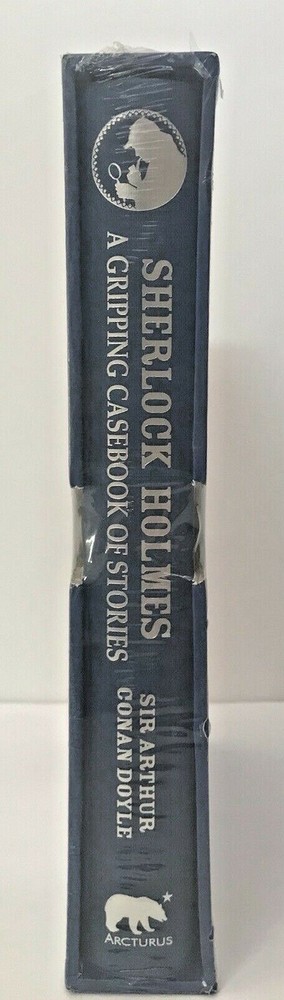 SHERLOCK HOLMES
A GRIPPING CASEBOOK OF STORIES
SIR ARTHUR
CONAN DOYLE
ARCTURUS